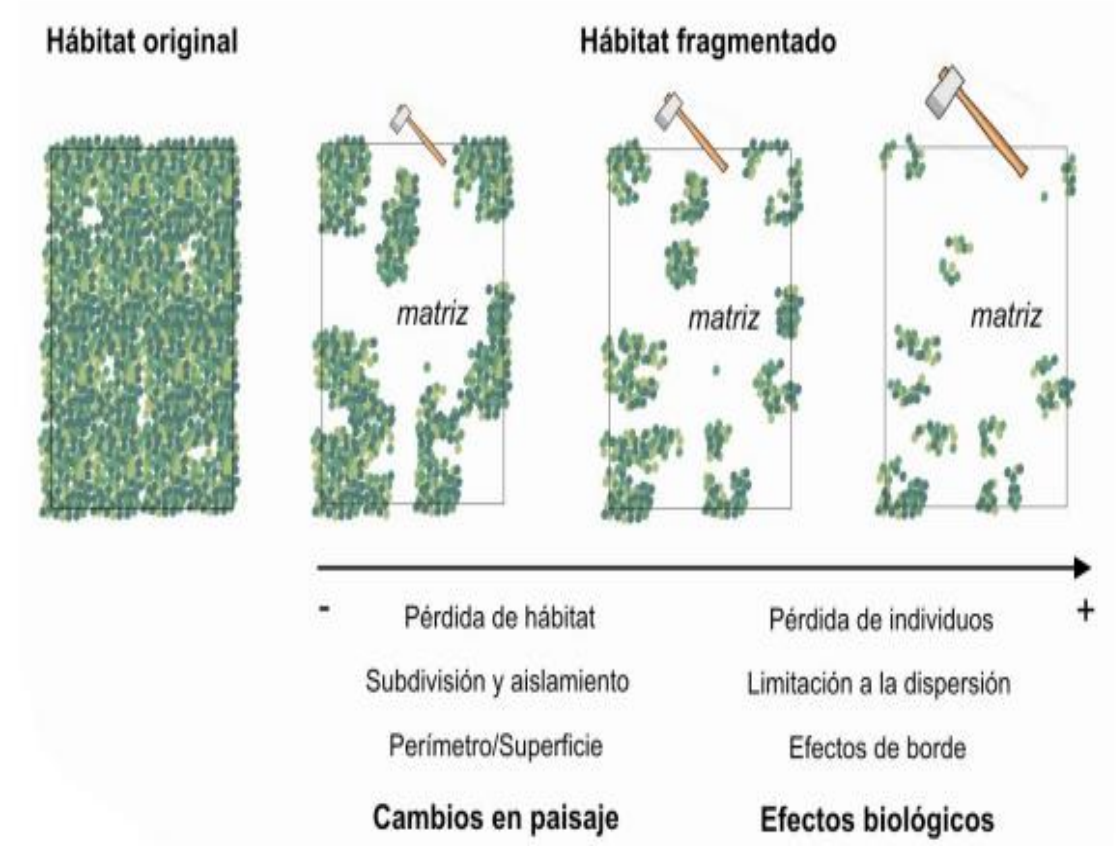 Hábitat original
Hábitat fragmentado
matriz
matriz
matriz
-
+
Pérdida de hábitat
Pérdida de individuos
Subdivisión y aislamiento
Limitación a la dispersión
Perímetro/Superficie
Efectos de borde
Cambios en paisaje
Efectos biológicos